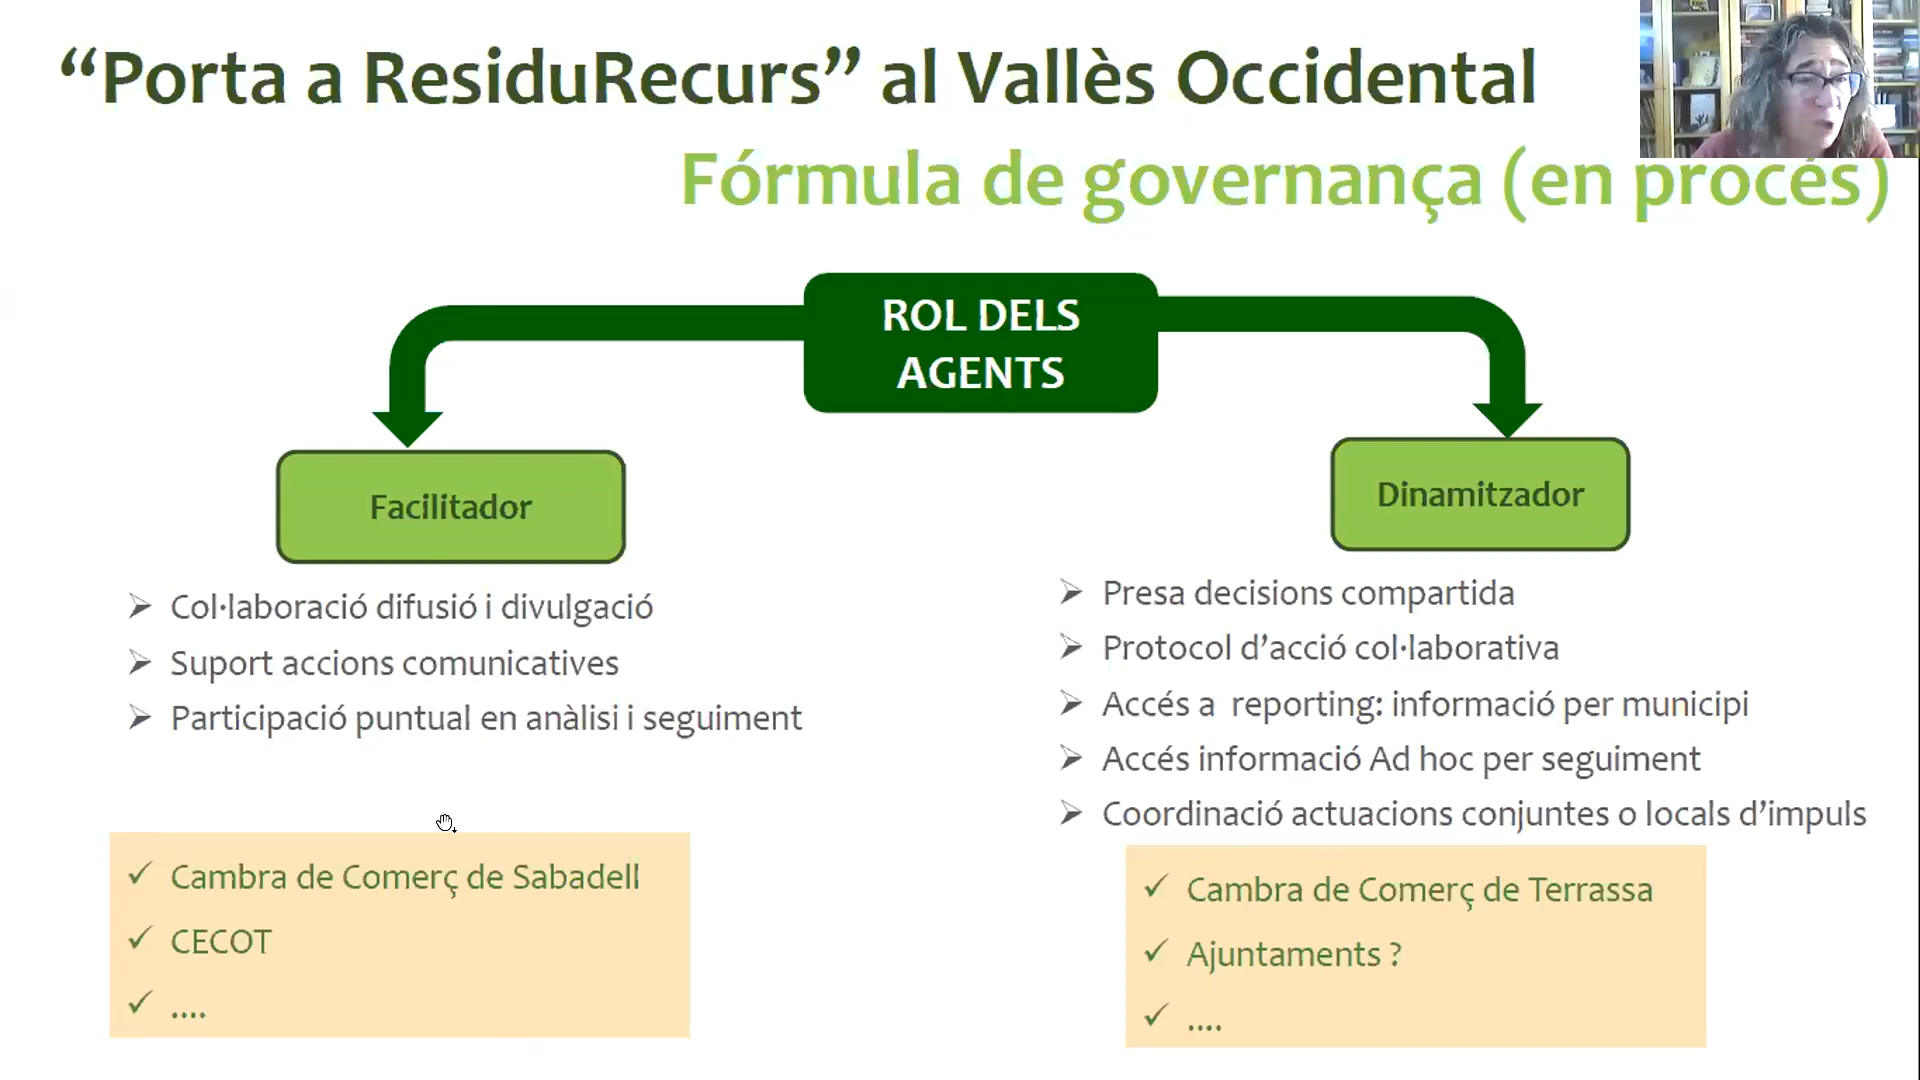 “Porta a ResiduRecurs” al Vallès Occidental
Fórmula de governança (en procés)
ROL DELS
AGENTS
Facilitador
Col·laboració difusió i divulgació
Suport accions comunicatives
Participació puntual en anàlisi i seguiment
Cambra de Comerç de Sabadell
CECOT
....
Dinamitzador
Presa decisions compartida
Protocol d’acció col·laborativa
Accés a  reporting: informació per municipi
Accés informació Ad hoc per seguiment
Coordinació actuacions conjuntes o locals d’impuls
Cambra de Comerç de Terrassa
Ajuntaments ?
....